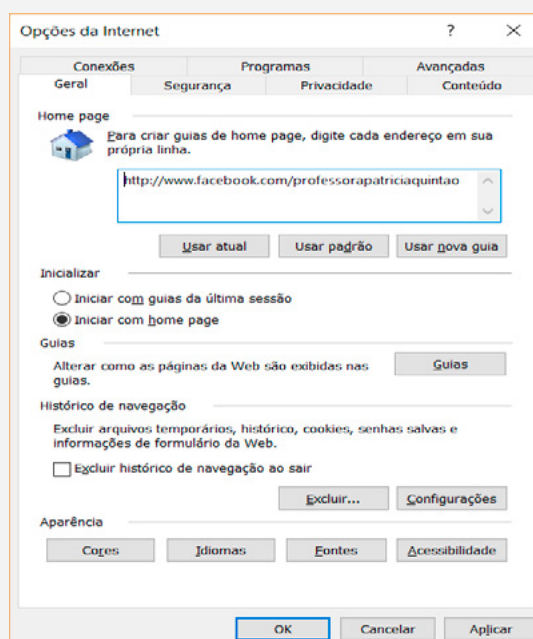 Opções da Internet ? ×
Conexões Programas Avançadas
Geral Segurança Privacidade Conteúdo
Home page
Para criar guias de home page, digite cada endereço em sua
própria linha.
http://www.facebook.com/professorapatriciaquintao
Usar atual Usar padrão Usar nova guia
Inicializar
Iniciar com guias da última sessão
Iniciar com home page
Guias
Alterar como as páginas da Web são exibidas nas
guias.
Guias
Histórico de navegação
Excluir arquivos temporários, histórico, cookies, senhas salvas e
informações de formulário da Web.
Excluir histórico de navegação ao sair
Excluir... Configurações
Aparência
Cores Idiomas Fontes Acessibilidade
OK Cancelar Aplicar